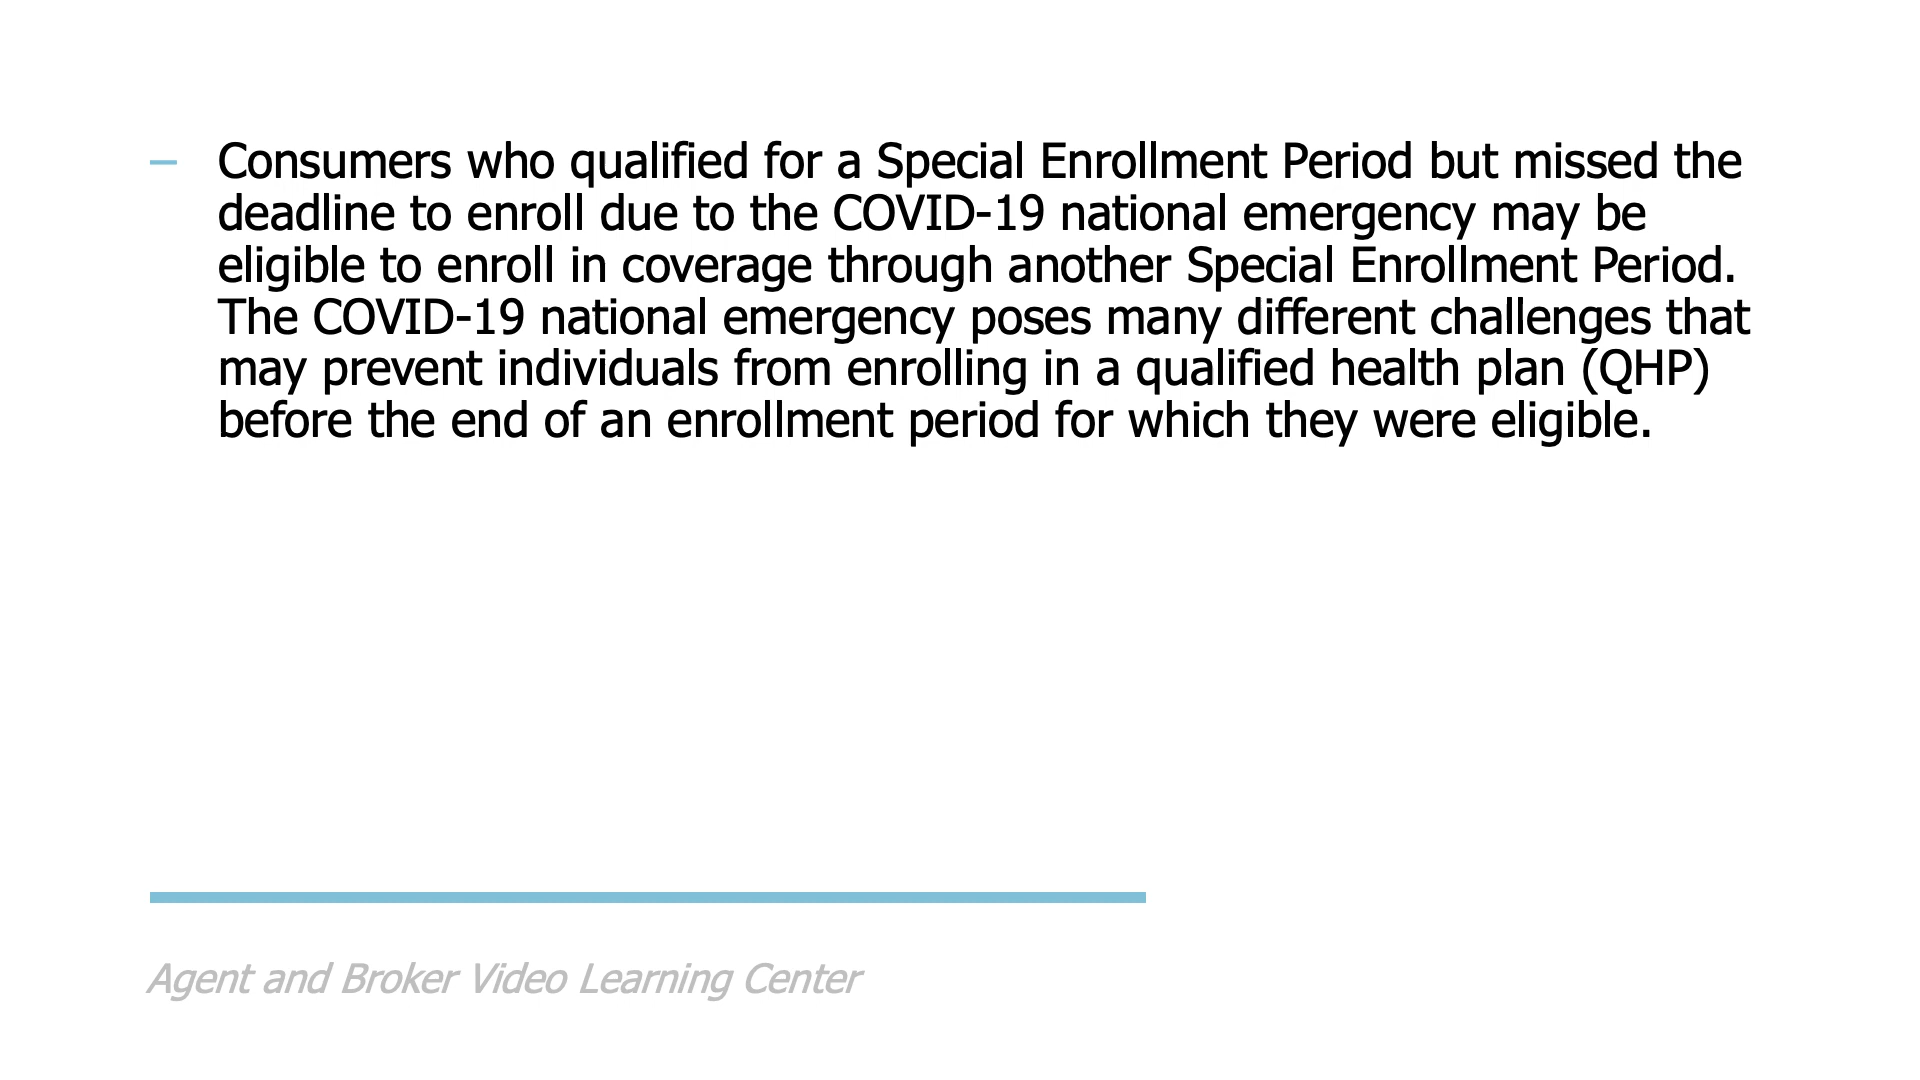 – Consumers who qualified for a Special Enrollment Period but missed the
deadline to enroll due to the COVID-19 national emergency may be
eligible to enroll in coverage through another Special Enrollment Period.
The COVID-19 national emergency poses many different challenges that
may prevent individuals from enrolling in a qualified health plan (QHP)
before the end of an enrollment period for which they were eligible.
Agent and Broker Video Learning Center